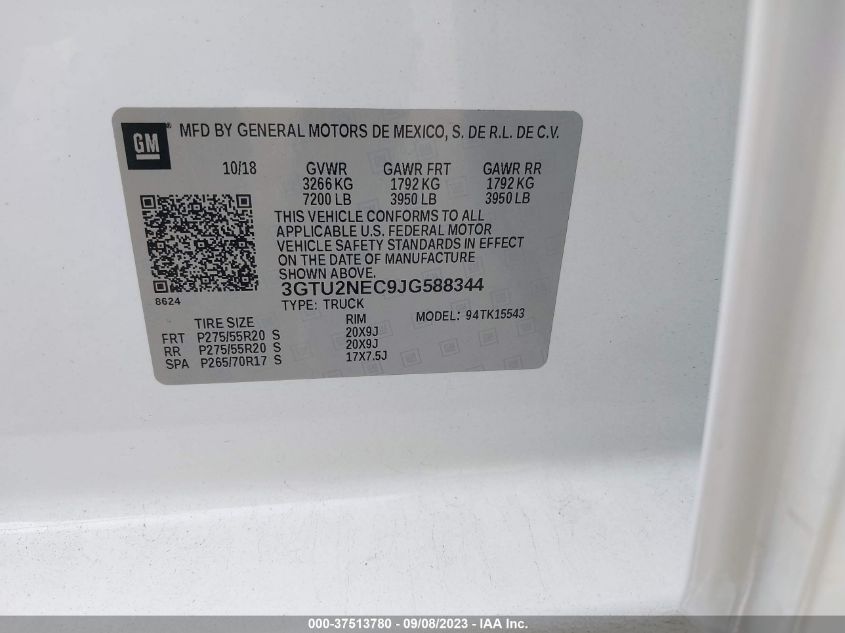 GM ® MFD BY GENERAL MOTORS DE MEXICO, S. DE R.L. DE C.V.
10/18 GVWR GAWR FRT GAWR RR
3266 KG 1792 KG 1792 KG
7200 LB 3950 LB 3950 LB
THIS VEHICLE CONFORMS TO ALL
APPLICABLE U.S. FEDERAL MOTOR
VEHICLE SAFETY STANDARDS IN EFFECT
ON THE DATE OF MANUFACTURE
SHOWN ABOVE.
8624
3GTU2NEC9JG588344
TYPE: TRUCK
TIRE SIZE RIM MODEL: 94TK15543
FRT P275/55R20 S 20X9J
RR P275/55R20 S 20X9J
SPA P265/70R17 S 17X7.5J
000-37513780 - 09/08/2023 - IAA Inc.